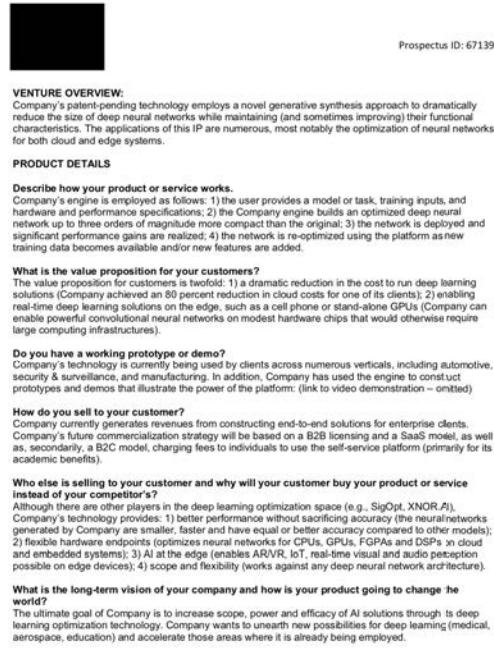 Prospectus ID: 67139
VENTURE OVERVIEW:
Company's patent-pending technology employs a novel generative synthesis approach to dramatically
reduce the size of deep neural networks while maintaining (and sometimes improving) their functional
characteristics. The applications of this IP are numerous, most notably the optimization of neural networks
for both cloud and edge systems.
PRODUCT DETAILS
Describe how your product or service works.
Company's engine is employed as follows: 1) the user provides a model or task, training inputs, and
hardware and performance specifications; 2) the Company engine builds an optimized deep neural
network up to three orders of magnitude more compact than the original; 3) the network is deployed and
significant performance gains are realized; 4) the network is re-optimized using the platform as new
training data becomes available and/or new features are added.
What is the value proposition for your customers?
The value proposition for customers is twofold: 1) a dramatic reduction in the cost to run deep learning
solutions (Company achieved an 80 percent reduction in cloud costs for one of its clients); 2) enabling
real-time deep learning solutions on the edge, such as a cell phone or stand-alone GPUs (Company can
enable powerful convolutional neural networks on modest hardware chips that would otherwise require
large computing infrastructures).
Do you have a working prototype or demo?
Company's technology is currently being used by clients across numerous verticals, including automotive,
security & surveillance, and manufacturing. In addition, Company has used the engine to construct
prototypes and demos that illustrate the power of the platform: (link to video demonstration – omitted)
How do you sell to your customer?
Company currently generates revenues from constructing end-to-end solutions for enterprise clients.
Company's future commercialization strategy will be based on a B2B licensing and a SaaS model, as well
as, secondarily, a B2C model, charging fees to individuals to use the self-service platform (primarily for its
academic benefits).
Who else is selling to your customer and why will your customer buy your product or service
instead of your competitor's?
Although there are other players in the deep learning optimization space (e.g., SigOpt, XNOR.AI),
Company's technology provides: 1) better performance without sacrificing accuracy (the neural networks
generated by Company are smaller, faster and have equal or better accuracy compared to other models);
2) flexible hardware endpoints (optimizes neural networks for CPUs, GPUs, FGPAs and DSPs on cloud
and embedded systems); 3) AI at the edge (enables AR/VR, IoT, real-time visual and audio perception
possible on edge devices); 4) scope and flexibility (works against any deep neural network architecture).
What is the long-term vision of your company and how is your product going to change the
world?
The ultimate goal of Company is to increase scope, power and efficacy of AI solutions through its deep
learning optimization technology. Company wants to unearth new possibilities for deep learning (medical,
aerospace, education) and accelerate those areas where it is already being employed.